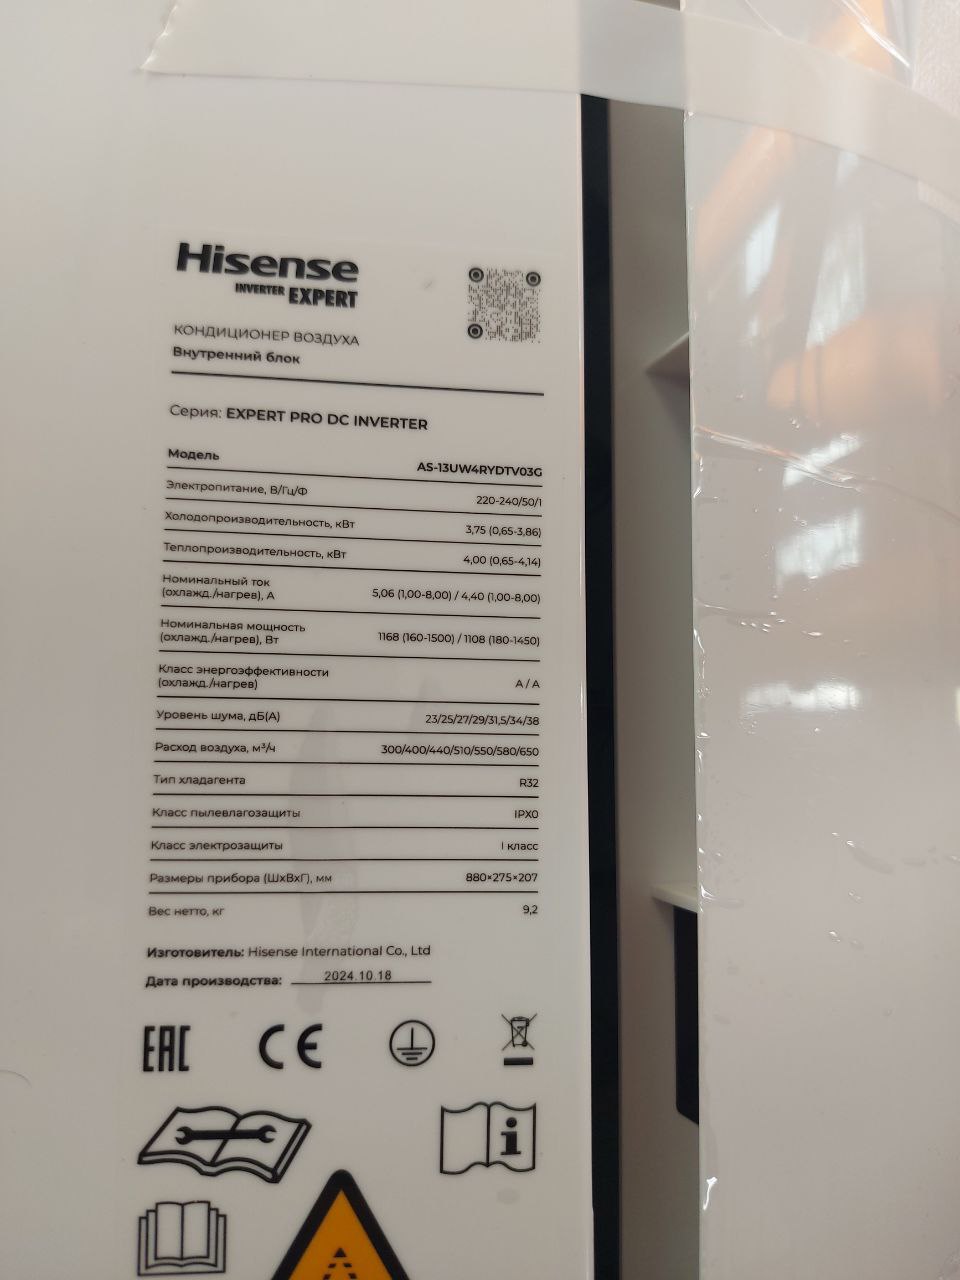 Hisense
INVERTER EXPERT
КОНДИЦИОНЕР ВОЗДУХА
Внутренний блок
Серия: EXPERT PRO DC INVERTER
Модель AS-13UW4RYDTV03G
Электропитание, В/Гц/Ф 220-240/50/1
Холодопроизводительность, кВт 3,75 (0,65-3,86)
Теплопроизводительность, кВт 4,00 (0,65-4,14)
Номинальный ток
(охлажд./нагрев), А 5,06 (1,00-8,00) / 4,40 (1,00-8,00)
Номинальная мощность
(охлажд./нагрев), Вт 1168 (160-1500) / 1108 (180-1450)
Класс энергоэффективности
(охлажд./нагрев) A / A
Уровень шума, дБ(А) 23/25/27/29/31,5/34/38
Расход воздуха, м³/ч 300/400/440/510/550/580/650
Тип хладагента R32
Класс пылевлагозащиты IPX0
Класс электрозащиты I класс
Размеры прибора (ШхВхГ), мм 880×275×207
Вес нетто, кг 9,2
Изготовитель: Hisense International Co., Ltd
Дата производства: 2024.10.18
EAC CE
i